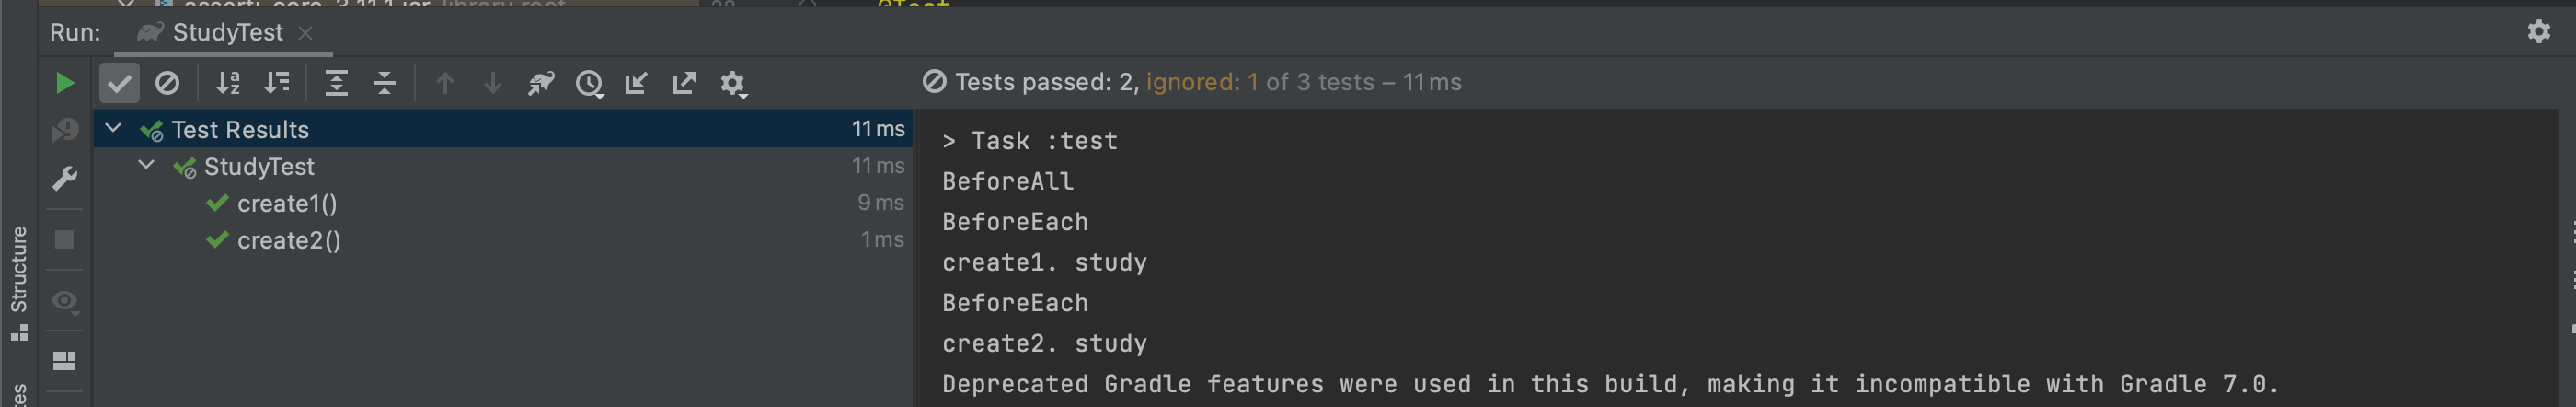 Run: StudyTest
Tests passed: 2, ignored: 1 of 3 tests – 11 ms
Test Results 11 ms
StudyTest 11 ms
create1() 9 ms
create2() 1 ms
> Task :test
BeforeAll
BeforeEach
create1. study
BeforeEach
create2. study
Deprecated Gradle features were used in this build, making it incompatible with Gradle 7.0.
Structure